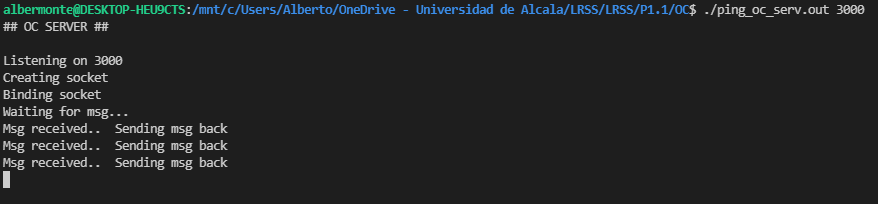 albermonte@DESKTOP-HEU9CTS:/mnt/c/Users/Alberto/OneDrive - Universidad de Alcala/LRSS/LRSS/P1.1/OC$ ./ping_oc_serv.out 3000
## OC SERVER ##
Listening on 3000
Creating socket
Binding socket
Waiting for msg...
Msg received..  Sending msg back
Msg received..  Sending msg back
Msg received..  Sending msg back